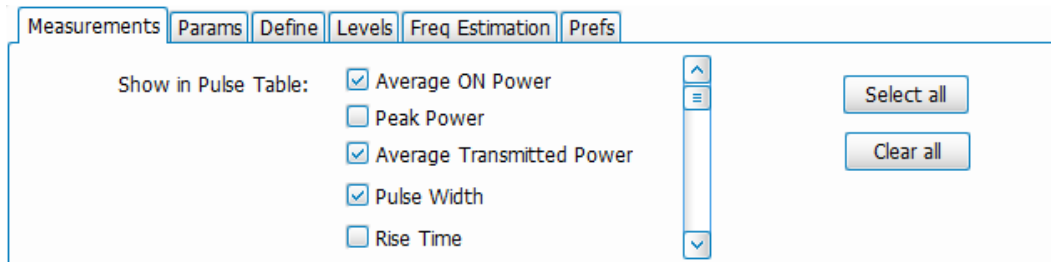 Measurements Params Define Levels Freq Estimation Prefs
Show in Pulse Table: Average ON Power
Select all
Peak Power
Average Transmitted Power
Clear all
Pulse Width
Rise Time